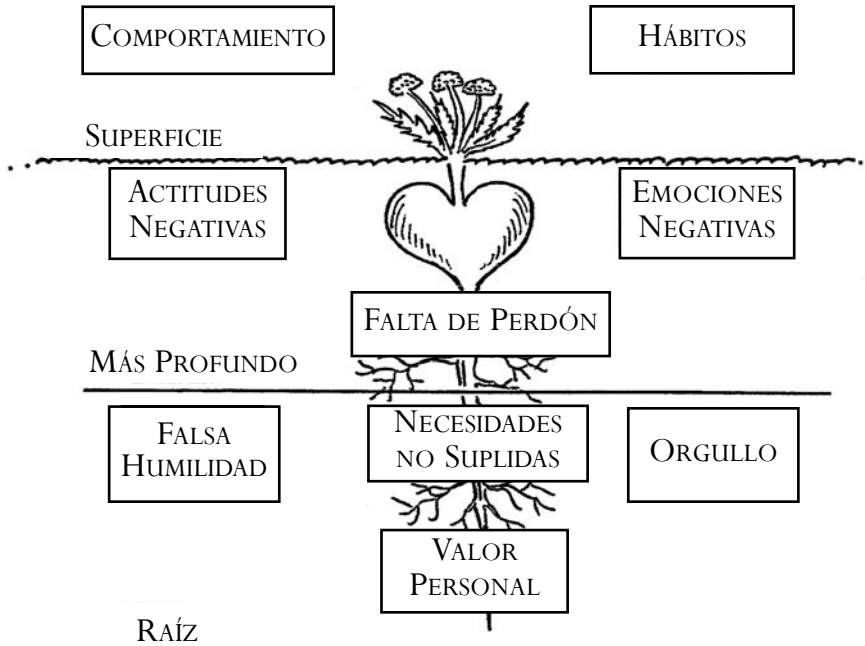 COMPORTAMIENTO
HÁBITOS
SUPERFICIE
ACTITUDES
NEGATIVAS
EMOCIONES
NEGATIVAS
FALTA DE PERDÓN
MÁS PROFUNDO
FALSA
HUMILIDAD
NECESIDADES
NO SUPLIDAS
ORGULLO
VALOR
PERSONAL
RAÍZ